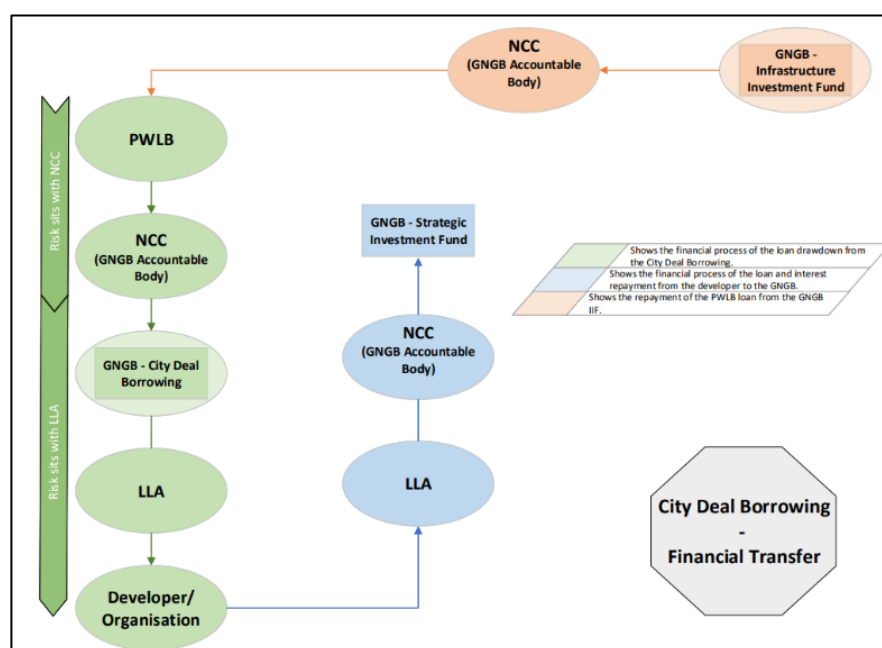 NCC
(GNGB Accountable
Body)
GNGB -
Infrastructure
Investment Fund
Risk sits with NCC
PWLB
GNGB - Strategic
Investment Fund
NCC
(GNGB Accountable
Body)
Shows the financial process of the loan drawdown from
the City Deal Borrowing.
Shows the financial process of the loan and interest
repayment from the developer to the GNGB.
Shows the repayment of the PWLB loan from the GNGB
IIF.
NCC
(GNGB Accountable
Body)
GNGB - City Deal
Borrowing
Risk sits with LLA
LLA
LLA
City Deal Borrowing
-
Financial Transfer
Developer/
Organisation